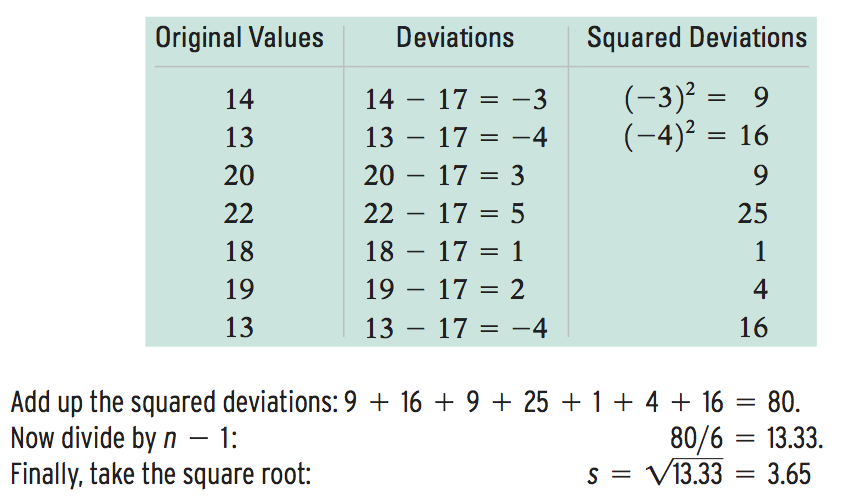 Original Values Deviations Squared Deviations
14 14 − 17 = −3 (−3)² = 9
13 13 − 17 = −4 (−4)² = 16
20 20 − 17 = 3 9
22 22 − 17 = 5 25
18 18 − 17 = 1 1
19 19 − 17 = 2 4
13 13 − 17 = −4 16
Add up the squared deviations: 9 + 16 + 9 + 25 + 1 + 4 + 16 = 80.
Now divide by n − 1: 80/6 = 13.33.
Finally, take the square root: s = √13.33 = 3.65